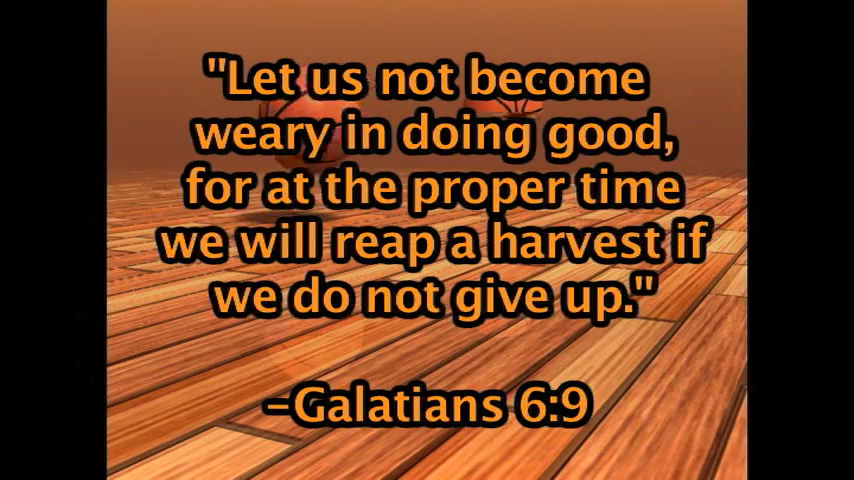 "Let us not become
weary in doing good,
for at the proper time
we will reap a harvest if
we do not give up."
–Galatians 6:9